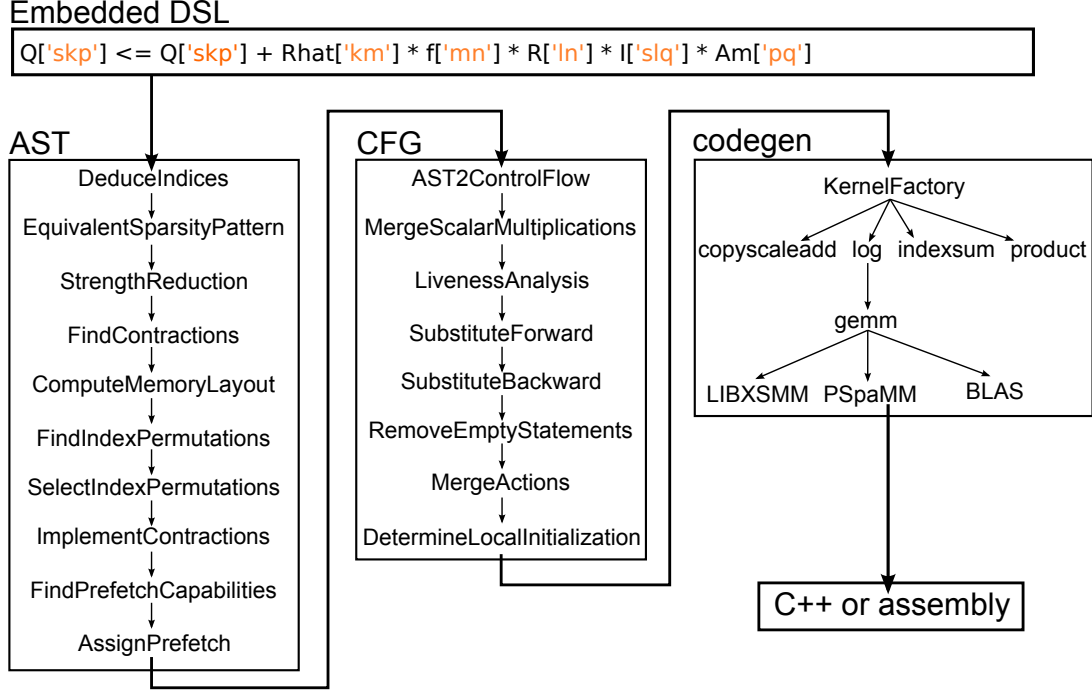 Embedded DSL
Q['skp'] <= Q['skp'] + Rhat['km'] * f['mn'] * R['ln'] * I['slq'] * Am['pq']
AST
DeduceIndices
EquivalentSparsityPattern
StrengthReduction
FindContractions
ComputeMemoryLayout
FindIndexPermutations
SelectIndexPermutations
ImplementContractions
FindPrefetchCapabilities
AssignPrefetch
CFG
AST2ControlFlow
MergeScalarMultiplications
LivenessAnalysis
SubstituteForward
SubstituteBackward
RemoveEmptyStatements
MergeActions
DetermineLocalInitialization
codegen
KernelFactory
copyscaleadd log indexsum product
gemm
LIBXSMM PSpaMM BLAS
C++ or assembly